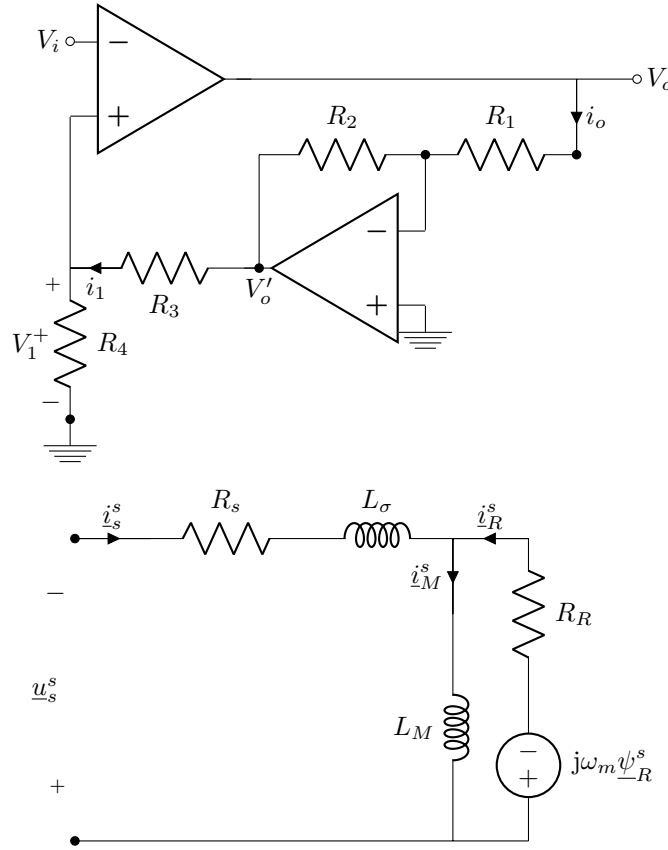 V_i
−
+
V_o
R_2
R_1
i_o
−
+
+
i_1
R_3
V_o'
V_1^+
R_4
−
R_s
L_σ
i_s^s
i_R^s
i_M^s
−
R_R
u_s^s
L_M
−
+
jω_m ψ_R^s
+